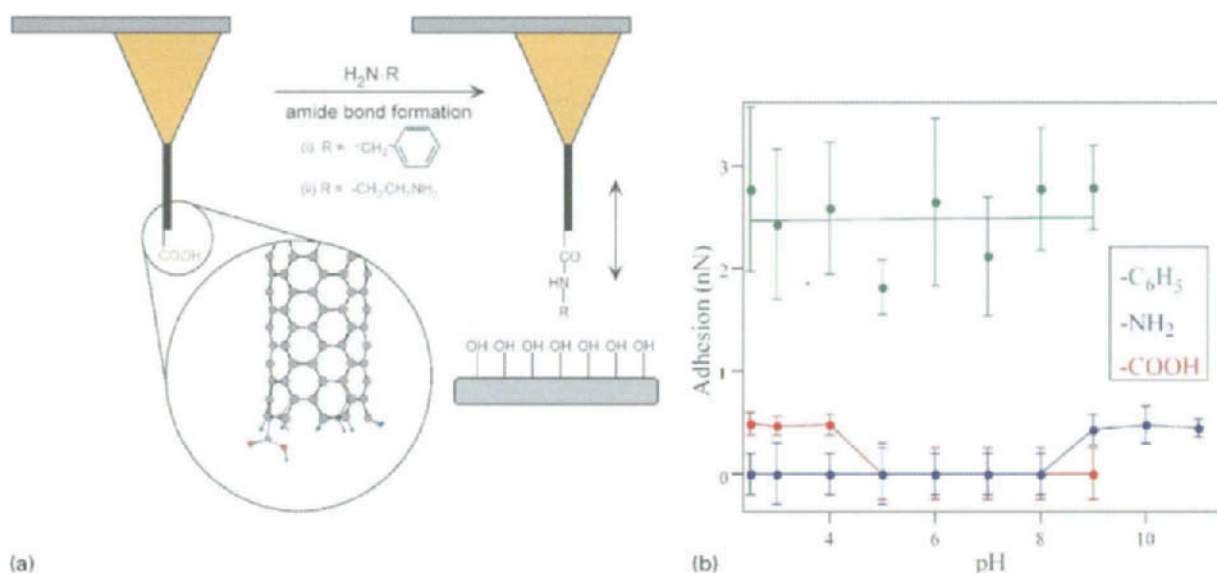 H₂N-R
amide bond formation
(i) R = -CH₂
(ii) R = -CH₂CH₂NH₂
COOH
CO
HN
R
OH OH OH OH OH OH OH
(a)
Adhesion (nN)
3
2
1
0
4 6 8 10
pH
-C₆H₅
-NH₂
-COOH
(b)